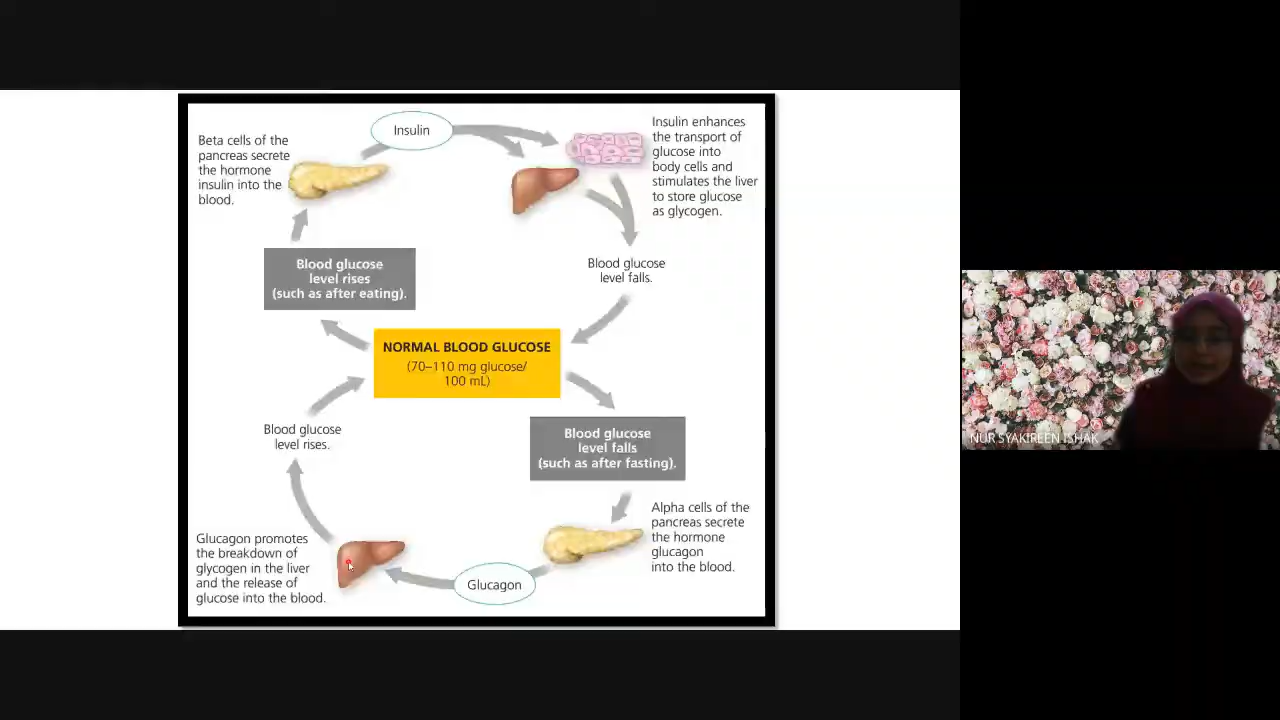 Insulin
Beta cells of the
pancreas secrete
the hormone
insulin into the
blood.
Insulin enhances
the transport of
glucose into
body cells and
stimulates the liver
to store glucose
as glycogen.
Blood glucose
level rises
(such as after eating).
Blood glucose
level falls.
NORMAL BLOOD GLUCOSE
(70–110 mg glucose/
100 mL)
Blood glucose
level rises.
Blood glucose
level falls
(such as after fasting).
Glucagon promotes
the breakdown of
glycogen in the liver
and the release of
glucose into the blood.
Glucagon
Alpha cells of the
pancreas secrete
the hormone
glucagon
into the blood.
NUR SYAKIREEN ISHAK